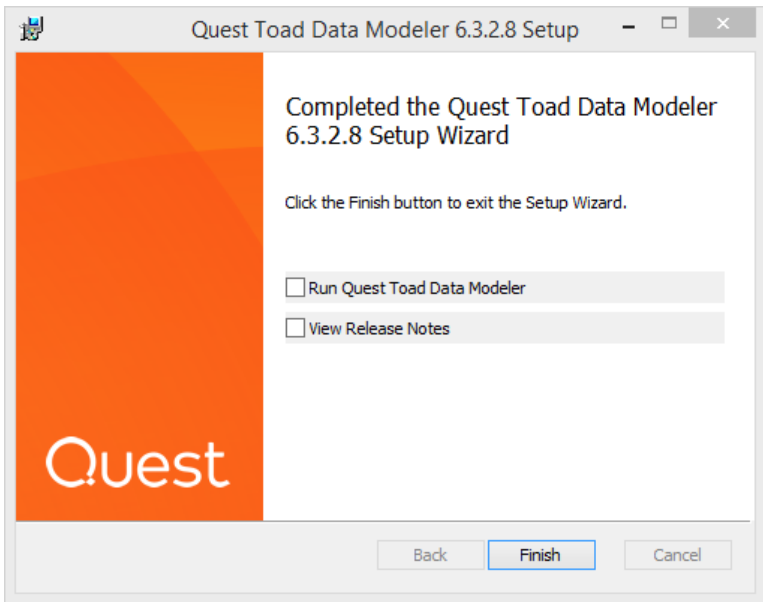 Quest Toad Data Modeler 6.3.2.8 Setup
Completed the Quest Toad Data Modeler
6.3.2.8 Setup Wizard
Click the Finish button to exit the Setup Wizard.
Run Quest Toad Data Modeler
View Release Notes
Quest
Back
Finish
Cancel